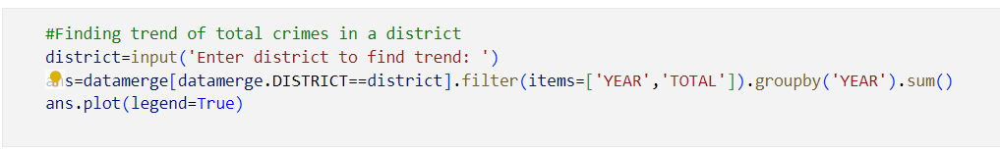 #Finding trend of total crimes in a district
district=input('Enter district to find trend: ')
ans=datamerge[datamerge.DISTRICT==district].filter(items=['YEAR','TOTAL']).groupby('YEAR').sum()
ans.plot(legend=True)